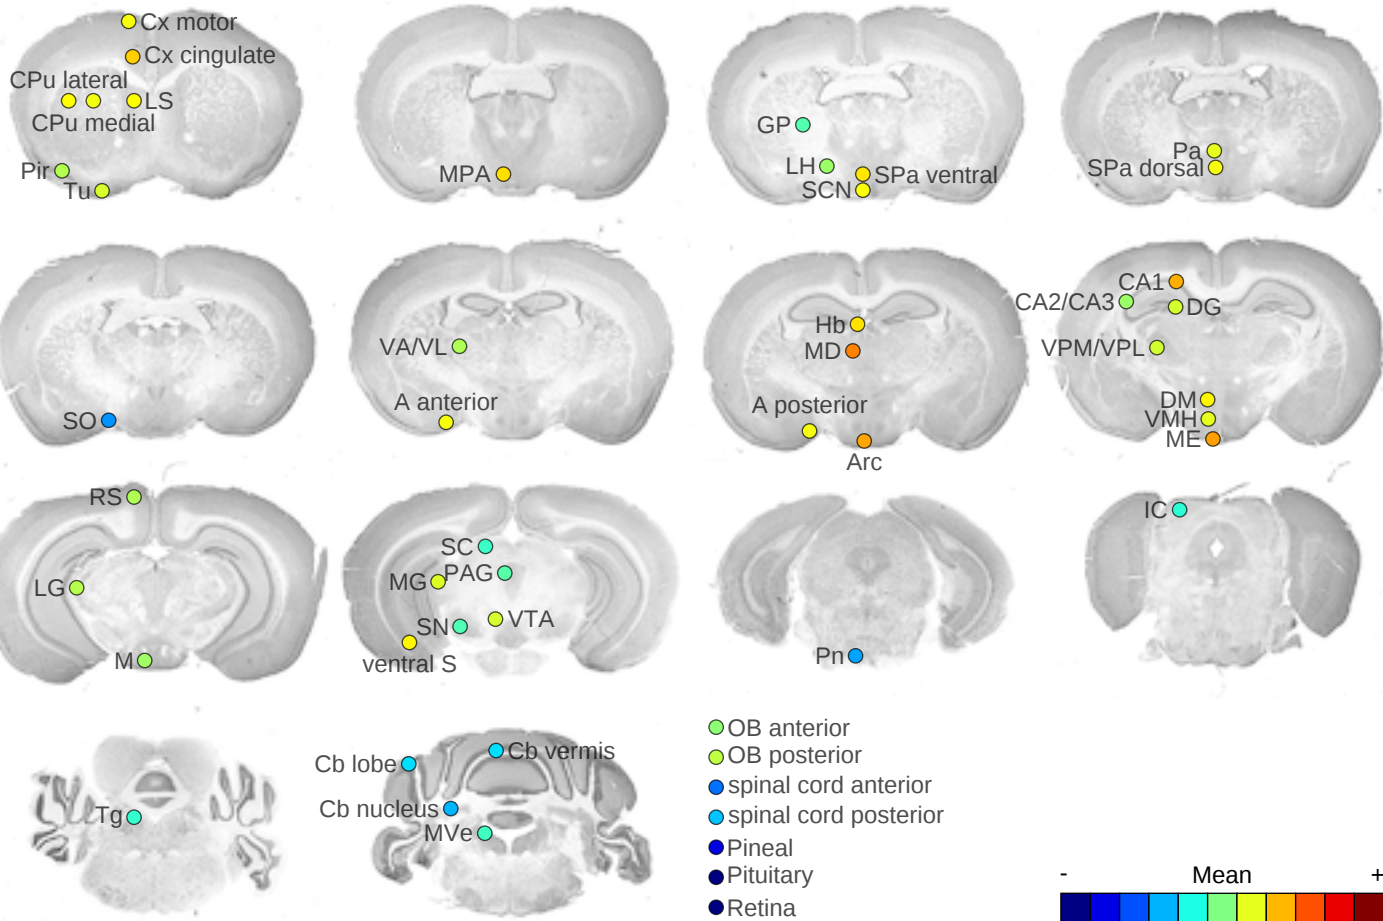 Cx motor
Cx cingulate
CPu lateral
LS
CPu medial
Pir
Tu
MPA
GP
LH
SPa ventral
SCN
Pa
SPa dorsal
SO
VA/VL
A anterior
Hb
MD
A posterior
Arc
CA1
CA2/CA3
DG
VPM/VPL
DM
VMH
ME
RS
LG
M
SC
PAG
MG
VTA
SN
ventral S
Pn
IC
Tg
Cb lobe
Cb vermis
Cb nucleus
MVe
OB anterior
OB posterior
spinal cord anterior
spinal cord posterior
Pineal
Pituitary
Retina
- Mean +